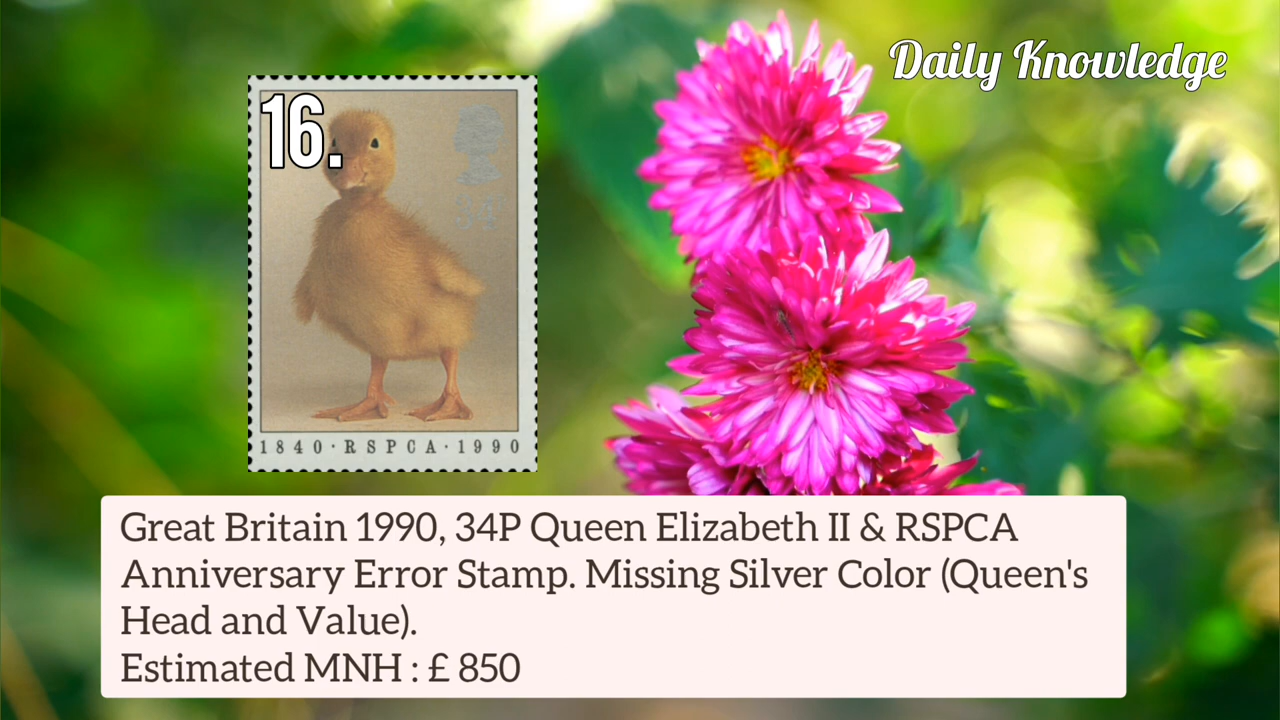 Daily Knowledge
16.
34P
1840·RSPCA·1990
Great Britain 1990, 34P Queen Elizabeth II & RSPCA
Anniversary Error Stamp. Missing Silver Color (Queen's
Head and Value).
Estimated MNH : £ 850